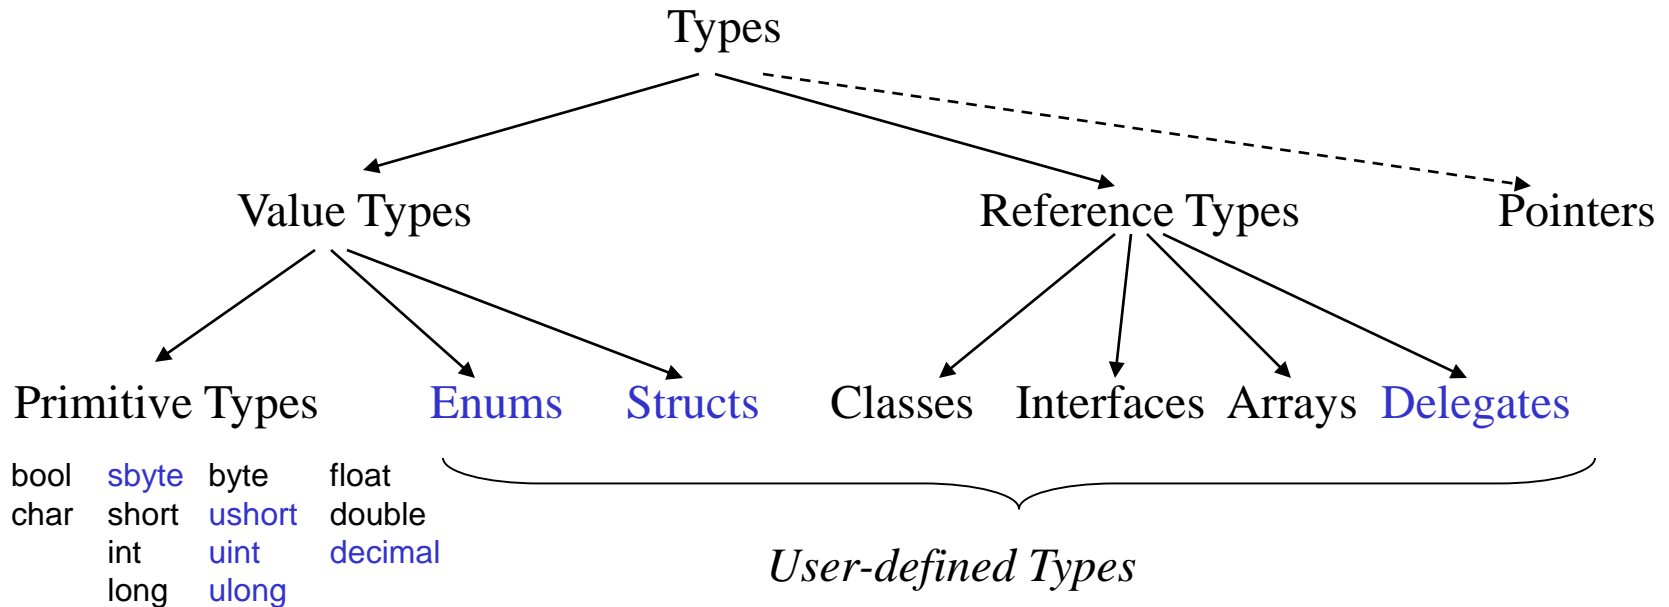 Types
Value Types Reference Types Pointers
Primitive Types Enums Structs Classes Interfaces Arrays Delegates
bool sbyte byte float
char short ushort double
int uint decimal
long ulong
User-defined Types